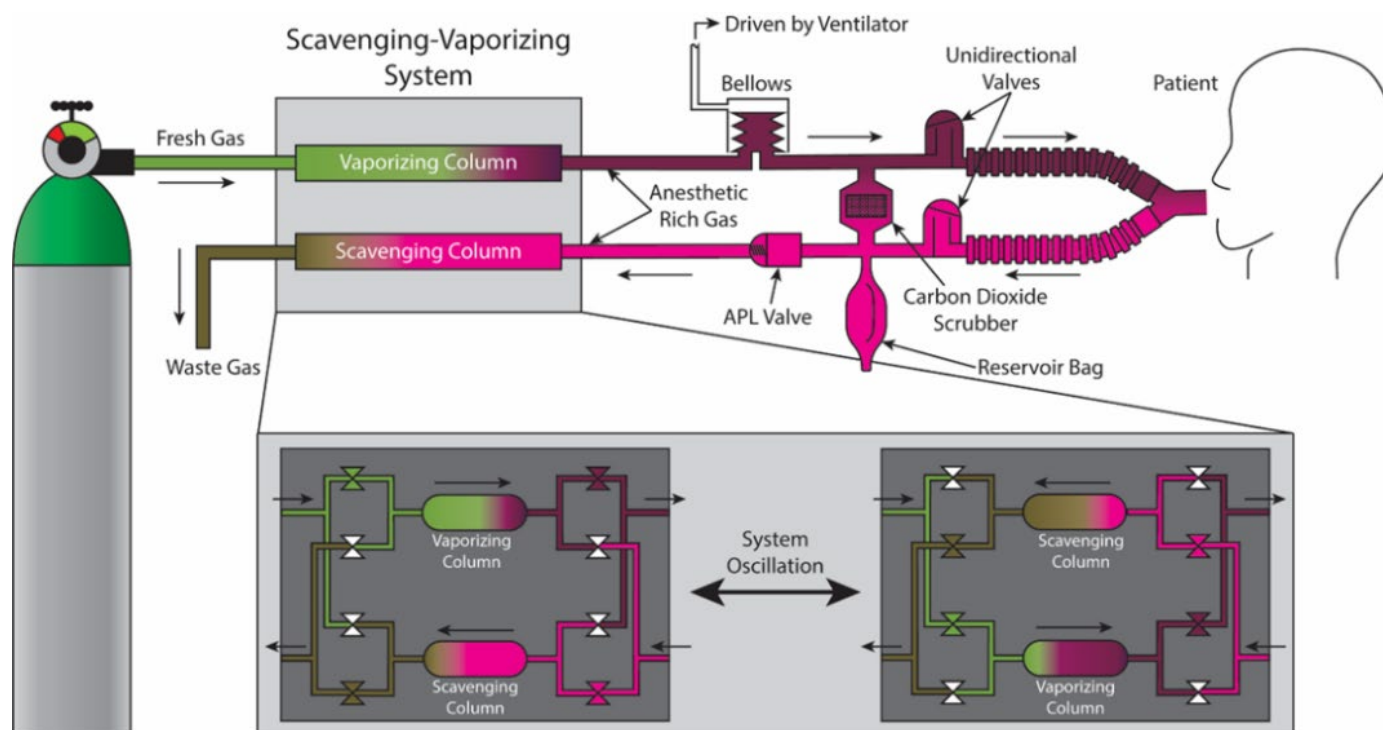 Scavenging-Vaporizing
System
Driven by Ventilator
Bellows
Unidirectional
Valves
Patient
Fresh Gas
Vaporizing Column
Anesthetic
Rich Gas
Scavenging Column
APL Valve
Carbon Dioxide
Scrubber
Waste Gas
Reservoir Bag
Vaporizing
Column
Scavenging
Column
System
Oscillation
Scavenging
Column
Vaporizing
Column